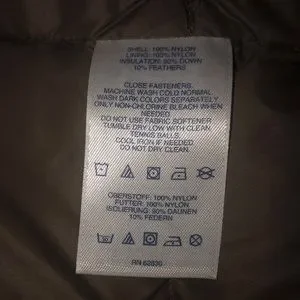 SHELL: 100% NYLON
LINING: 100% NYLON
INSULATION: 90% DOWN
10% FEATHERS
CLOSE FASTENERS.
MACHINE WASH COLD NORMAL
WASH DARK COLORS SEPARATELY
ONLY NON-CHLORINE BLEACH WHEN
NEEDED
DO NOT USE FABRIC SOFTENER
TUMBLE DRY LOW WITH CLEAN
TENNIS BALLS.
COOL IRON IF NEEDED
DO NOT DRY CLEAN.
OBERSTOFF: 100% NYLON
FUTTER: 100% NYLON
ISOLIERUNG: 90% DAUNEN
10% FEDERN
RN 62830